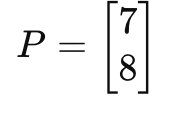 P = [7
8]